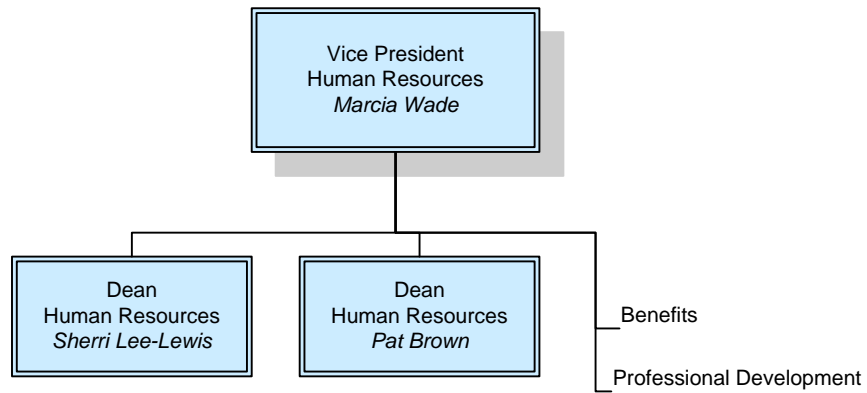 Vice President
Human Resources
Marcia Wade
Dean
Human Resources
Sherri Lee-Lewis
Dean
Human Resources
Pat Brown
Benefits
Professional Development